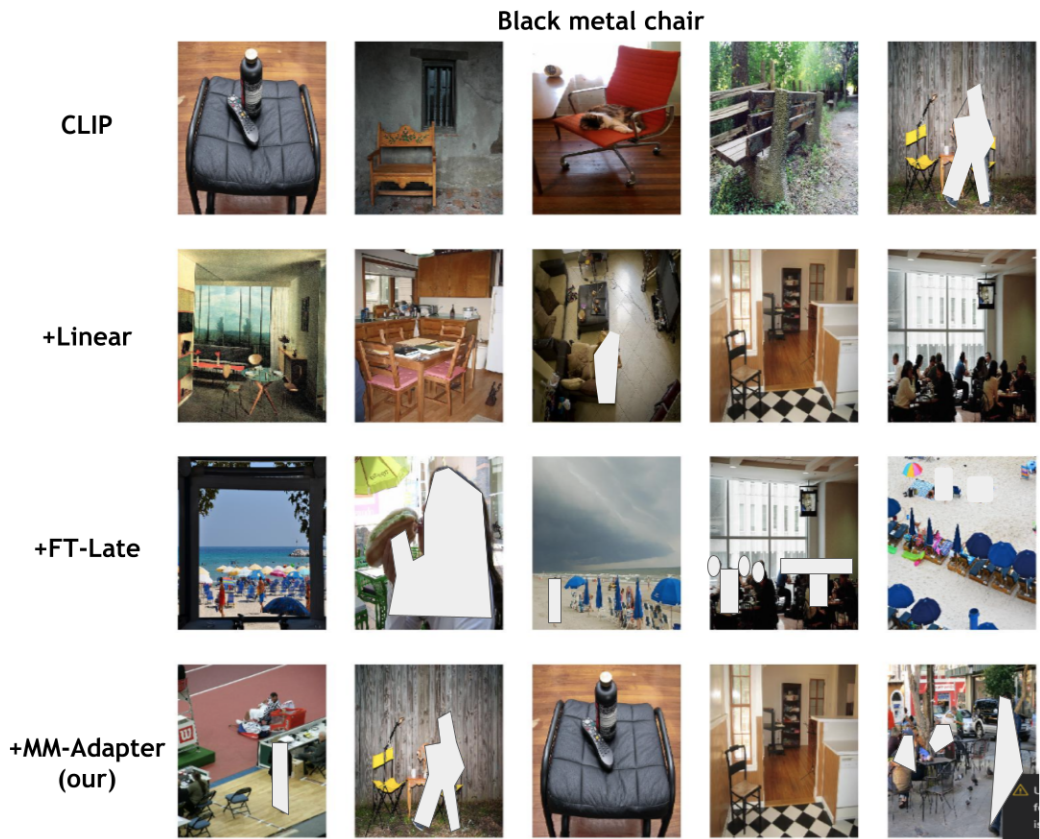 Black metal chair
CLIP
+Linear
+FT-Late
+MM-Adapter
(our)
W